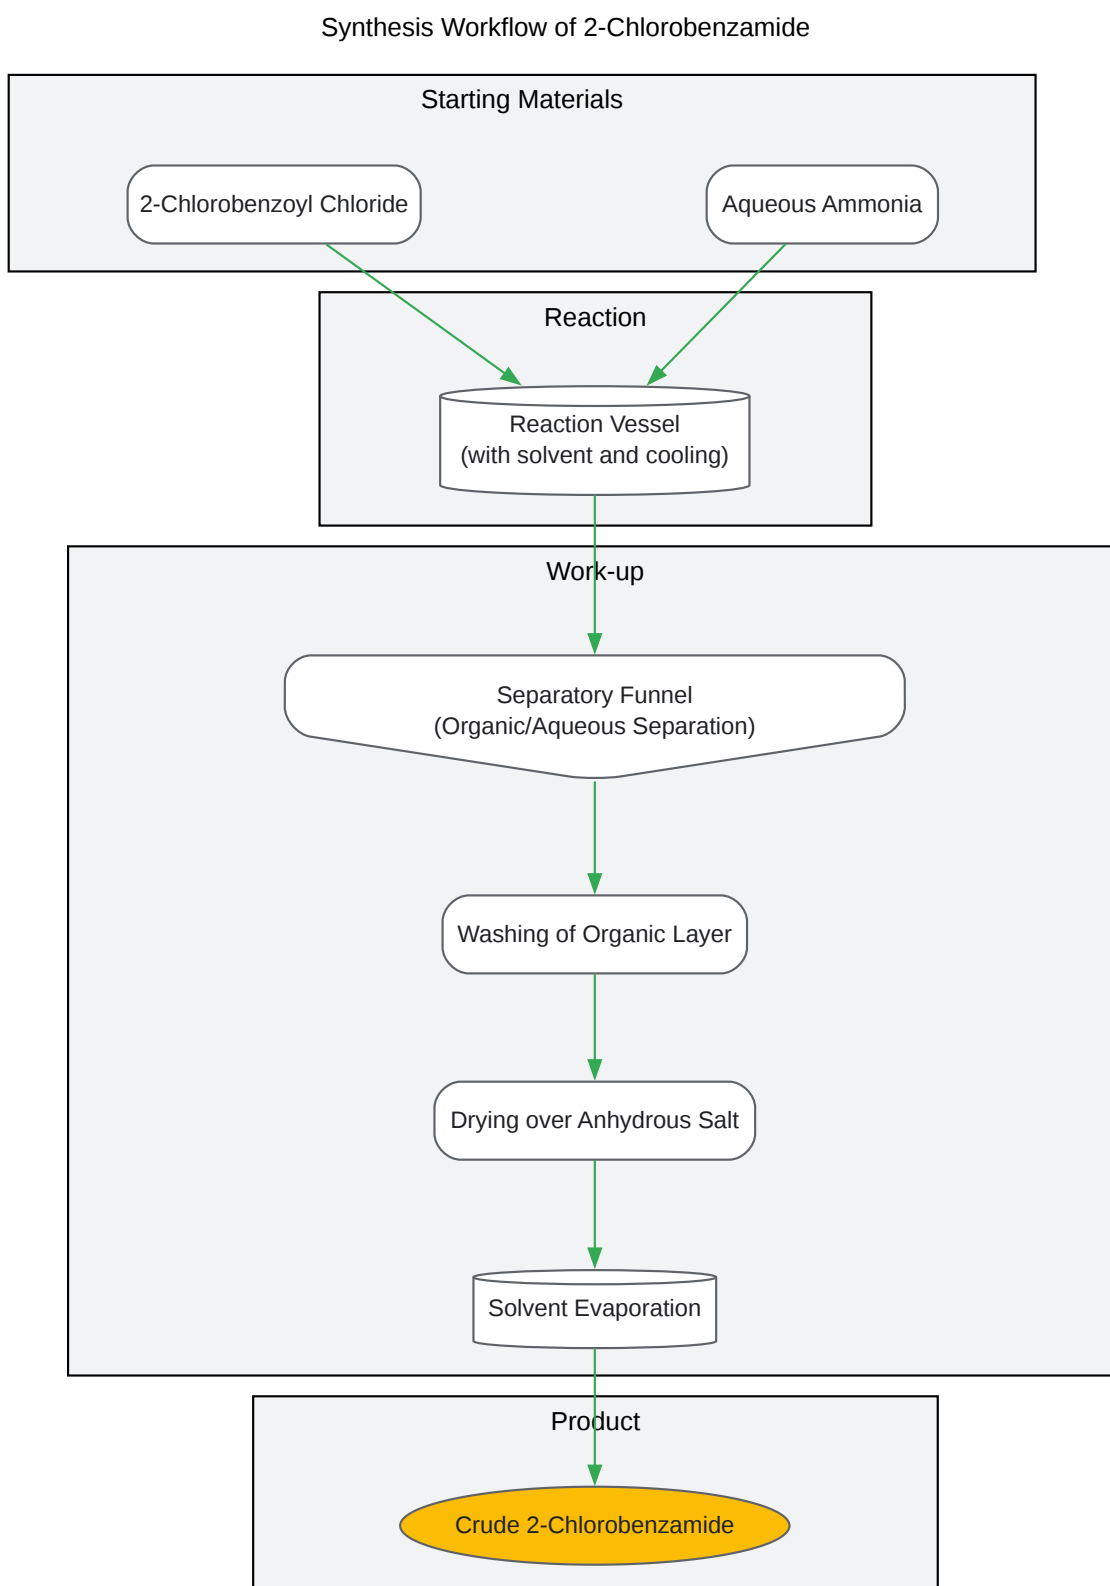 Synthesis Workflow of 2-Chlorobenzamide
Starting Materials
2-Chlorobenzoyl Chloride
Aqueous Ammonia
Reaction
Reaction Vessel
(with solvent and cooling)
Work-up
Separatory Funnel
(Organic/Aqueous Separation)
Washing of Organic Layer
Drying over Anhydrous Salt
Solvent Evaporation
Product
Crude 2-Chlorobenzamide